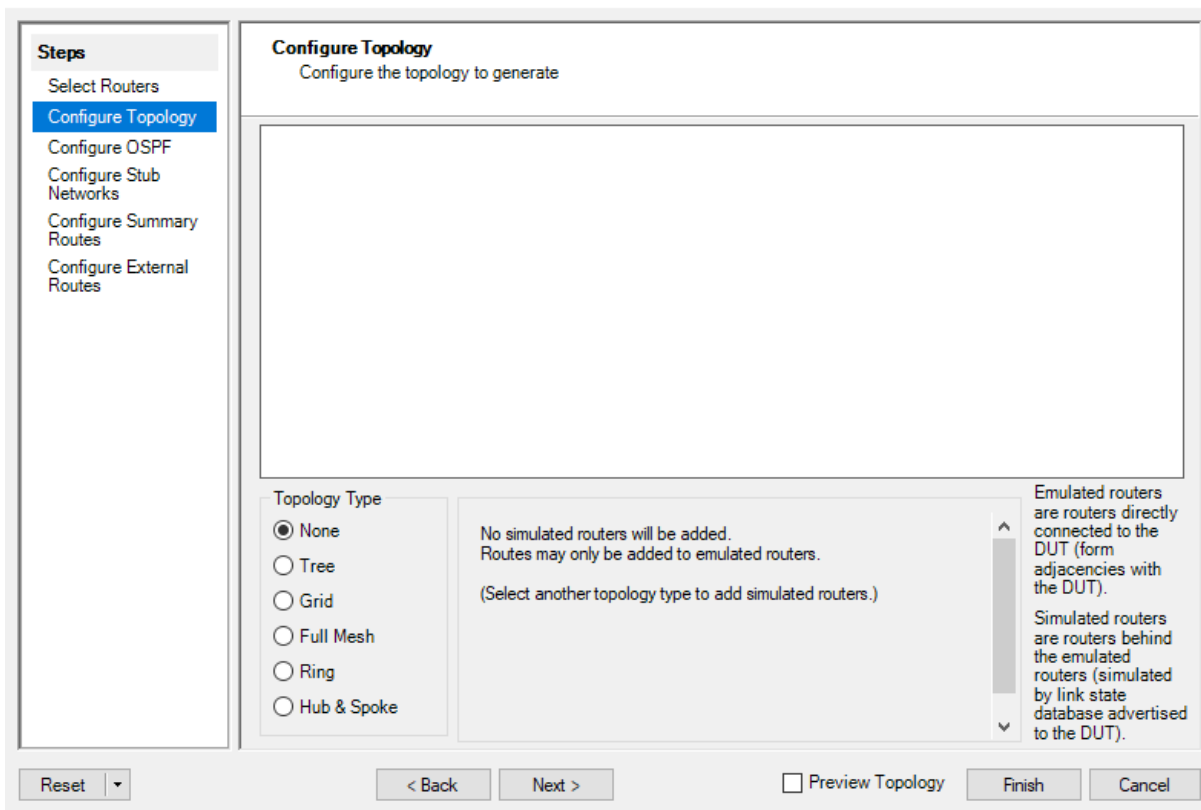 Steps
Select Routers
Configure Topology
Configure OSPF
Configure Stub
Networks
Configure Summary
Routes
Configure External
Routes
Configure Topology
Configure the topology to generate
Topology Type
None
Tree
Grid
Full Mesh
Ring
Hub & Spoke
No simulated routers will be added.
Routes may only be added to emulated routers.
(Select another topology type to add simulated routers.)
Emulated routers
are routers directly
connected to the
DUT (form
adjacencies with
the DUT).
Simulated routers
are routers behind
the emulated
routers (simulated
by link state
database advertised
to the DUT).
Reset
< Back
Next >
Preview Topology
Finish
Cancel